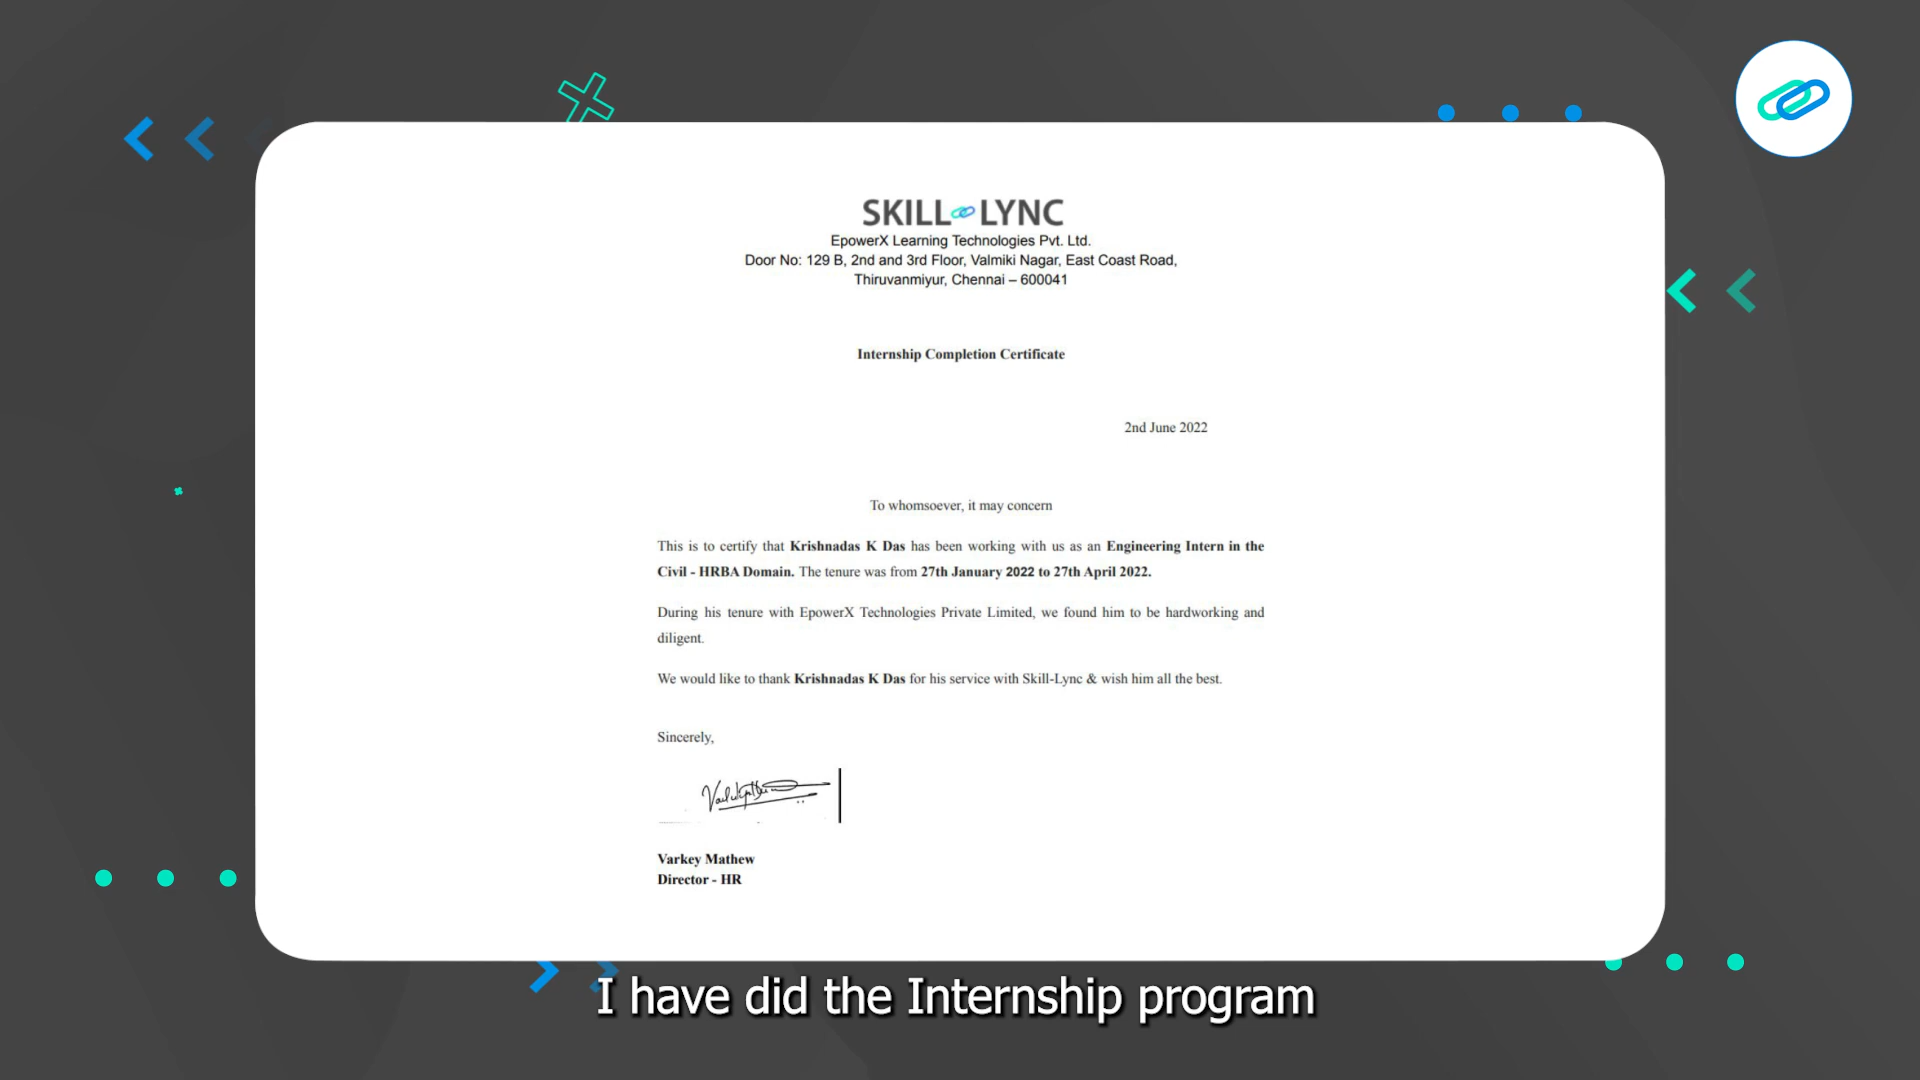 SKILL LYNC
EpowerX Learning Technologies Pvt. Ltd.
Door No: 129 B, 2nd and 3rd Floor, Valmiki Nagar, East Coast Road,
Thiruvanmiyur, Chennai – 600041
Internship Completion Certificate
2nd June 2022
To whomsoever, it may concern
This is to certify that Krishnadas K Das has been working with us as an Engineering Intern in the
Civil - HRBA Domain. The tenure was from 27th January 2022 to 27th April 2022.
During his tenure with EpowerX Technologies Private Limited, we found him to be hardworking and
diligent.
We would like to thank Krishnadas K Das for his service with Skill-Lync & wish him all the best.
Sincerely,
Varkey Mathew
Director - HR
I have did the Internship program